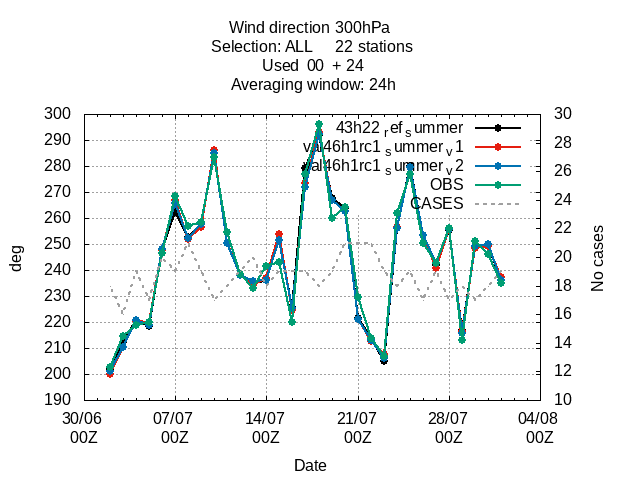 Wind direction 300hPa
Selection: ALL 22 stations
Used 00 + 24
Averaging window: 24h
300 30
290 28
280 26
270 24
260 22
250 20
240 18
230 16
220 14
210 12
200 10
190
43h22 ref summer
val46h1rc1 summer v1
val46h1rc1 summer v2
OBS
CASES
deg
No cases
30/06 07/07 14/07 21/07 28/07 04/08
00Z 00Z 00Z 00Z 00Z 00Z
Date